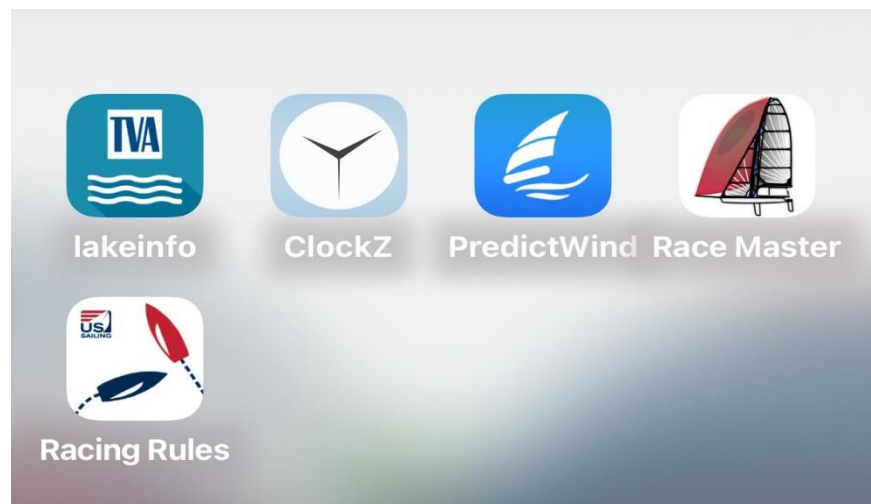 TVA
lakeinfo
ClockZ
PredictWind
Race Master
US
SAILING
Racing Rules